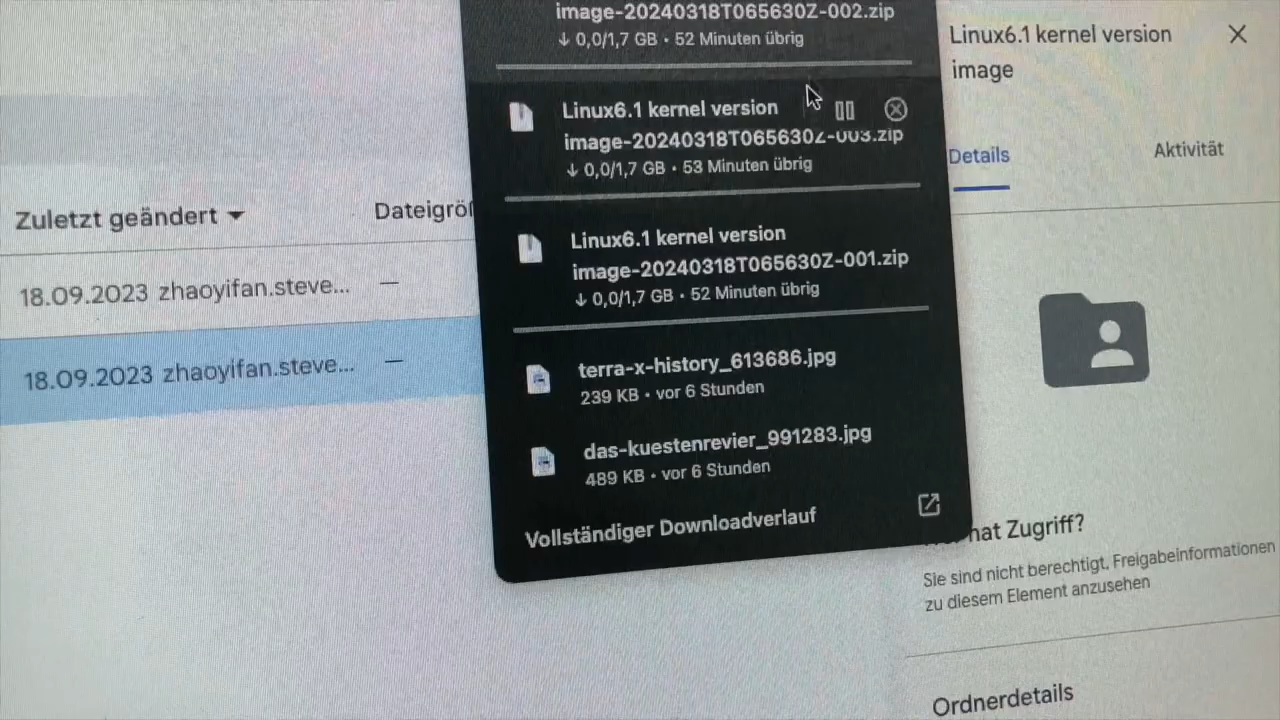 image-20240318T065630Z-002.zip
↓ 0,0/1,7 GB • 52 Minuten übrig
Linux6.1 kernel version
image-20240318T065630Z-003.zip
↓ 0,0/1,7 GB • 53 Minuten übrig
Linux6.1 kernel version
image-20240318T065630Z-001.zip
↓ 0,0/1,7 GB • 52 Minuten übrig
terra-x-history_613686.jpg
239 KB • vor 6 Stunden
das-kuestenrevier_991283.jpg
489 KB • vor 6 Stunden
Vollständiger Downloadverlauf
Zuletzt geändert
Dateigröß
18.09.2023 zhaoyifan.steve... —
18.09.2023 zhaoyifan.steve... —
Linux6.1 kernel version
image
Details
Aktivität
hat Zugriff?
Sie sind nicht berechtigt, Freigabeinformationen
zu diesem Element anzusehen
Ordnerdetails